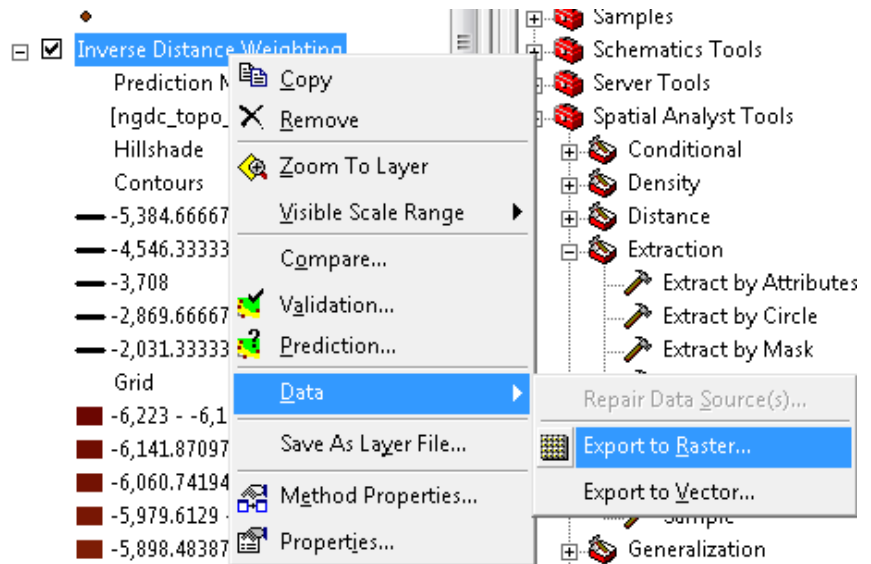 Inverse Distance Weighting
Prediction M
[ngdc_topo_
Hillshade
Contours
-5,384.66667
-4,546.33333
-3,708
-2,869.66667
-2,031.33333
Grid
-6,223 - -6,1
-6,141.87097
-6,060.74194
-5,979.6129 -
-5,898.48387
Copy
Remove
Zoom To Layer
Visible Scale Range
Compare...
Validation...
Prediction...
Data
Save As Layer File...
Method Properties...
Properties...
Repair Data Source(s)...
Export to Raster...
Export to Vector...
Samples
Schematics Tools
Server Tools
Spatial Analyst Tools
Conditional
Density
Distance
Extraction
Extract by Attributes
Extract by Circle
Extract by Mask
Sample
Generalization